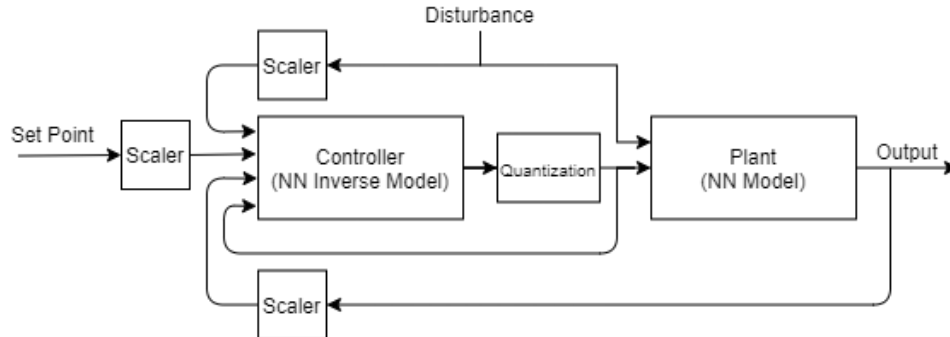 Disturbance
Scaler
Set Point
Scaler
Controller
(NN Inverse Model)
Quantization
Plant
(NN Model)
Output
Scaler